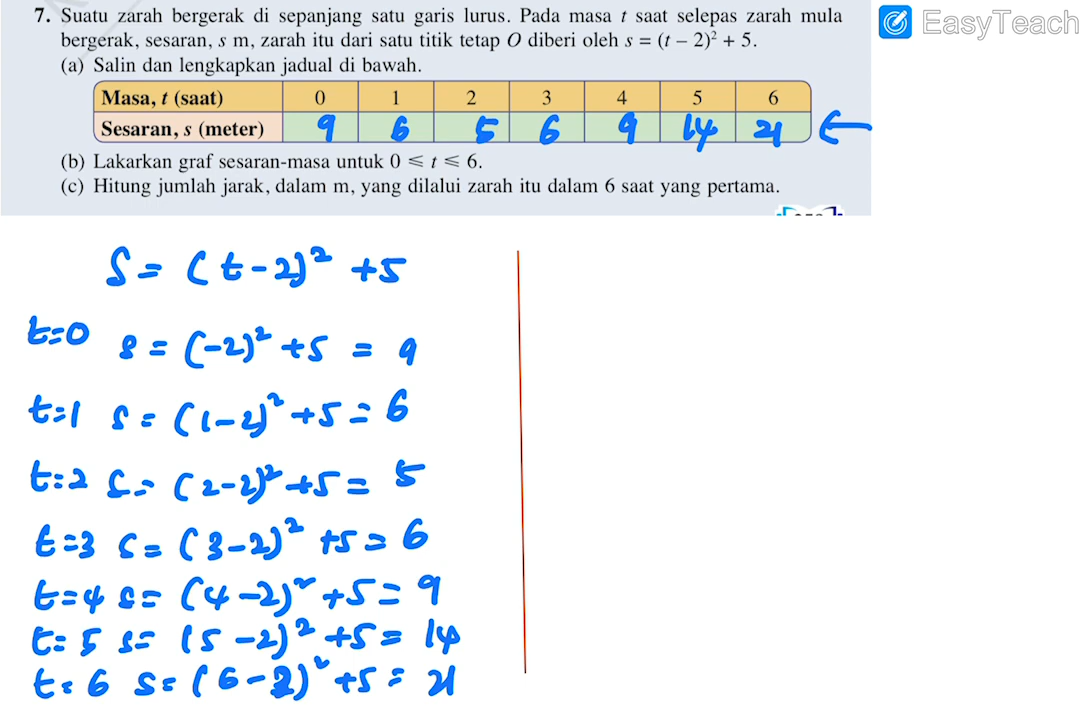 7. Suatu zarah bergerak di sepanjang satu garis lurus. Pada masa t saat selepas zarah mula
bergerak, sesaran, s m, zarah itu dari satu titik tetap O diberi oleh s = (t – 2)² + 5.
(a) Salin dan lengkapkan jadual di bawah.
Masa, t (saat) 0 1 2 3 4 5 6
Sesaran, s (meter) 9 6 5 6 9 14 21 ←
(b) Lakarkan graf sesaran-masa untuk 0 ⩽ t ⩽ 6.
(c) Hitung jumlah jarak, dalam m, yang dilalui zarah itu dalam 6 saat yang pertama.
EasyTeach
S = (t-2)² +5
t=0 s = (-2)² +5 = 9
t=1 s = (1-2)² +5 = 6
t=2 s = (2-2)² +5 = 5
t=3 s = (3-2)² +5 = 6
t=4 s = (4-2)² +5 = 9
t=5 s = (5-2)² +5 = 14
t=6 s = (6-2)² +5 = 21